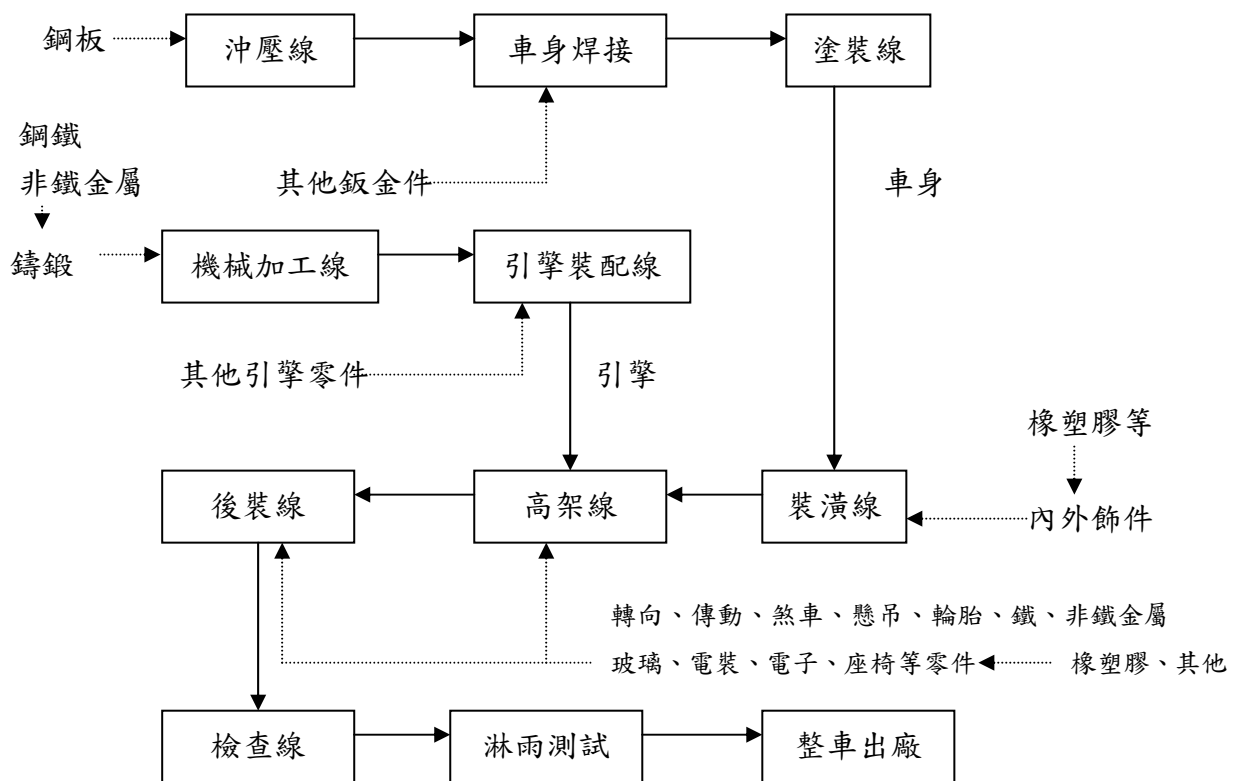 鋼板
沖壓線
車身焊接
塗裝線
鋼鐵
非鐵金屬
其他鈑金件
車身
鑄鍛
機械加工線
引擎裝配線
其他引擎零件
引擎
橡塑膠等
後裝線
高架線
裝潢線
內外飾件
轉向、傳動、煞車、懸吊、輪胎、鐵、非鐵金屬
玻璃、電裝、電子、座椅等零件
橡塑膠、其他
檢查線
淋雨測試
整車出廠